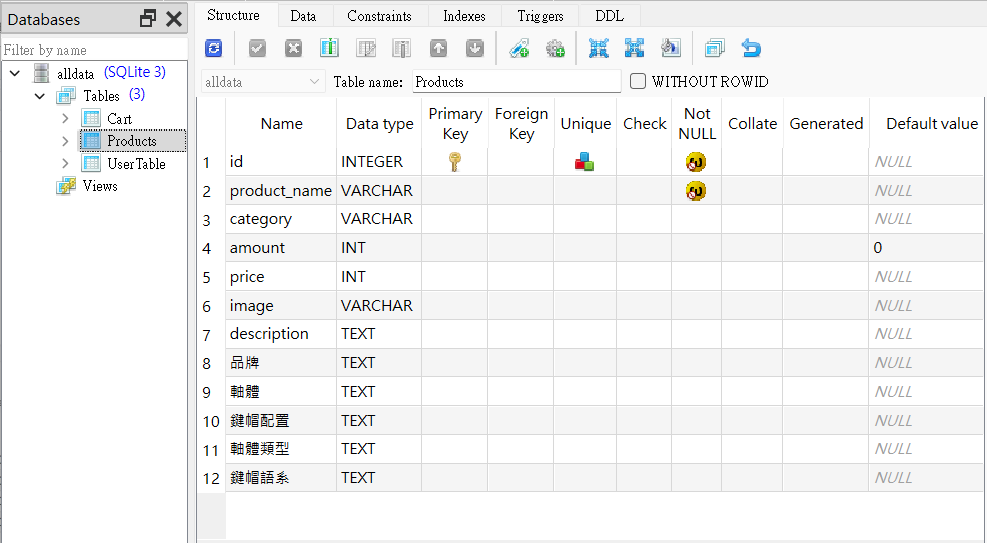 Databases
Filter by name
alldata (SQLite 3)
Tables (3)
Cart
Products
UserTable
Views
Structure Data Constraints Indexes Triggers DDL
alldata Table name: Products WITHOUT ROWID
Name Data type Primary Key Foreign Key Unique Check Not NULL Collate Generated Default value
1 id INTEGER NULL
2 product_name VARCHAR NULL
3 category VARCHAR NULL
4 amount INT 0
5 price INT NULL
6 image VARCHAR NULL
7 description TEXT NULL
8 品牌 TEXT NULL
9 軸體 TEXT NULL
10 鍵帽配置 TEXT NULL
11 軸體類型 TEXT NULL
12 鍵帽語系 TEXT NULL